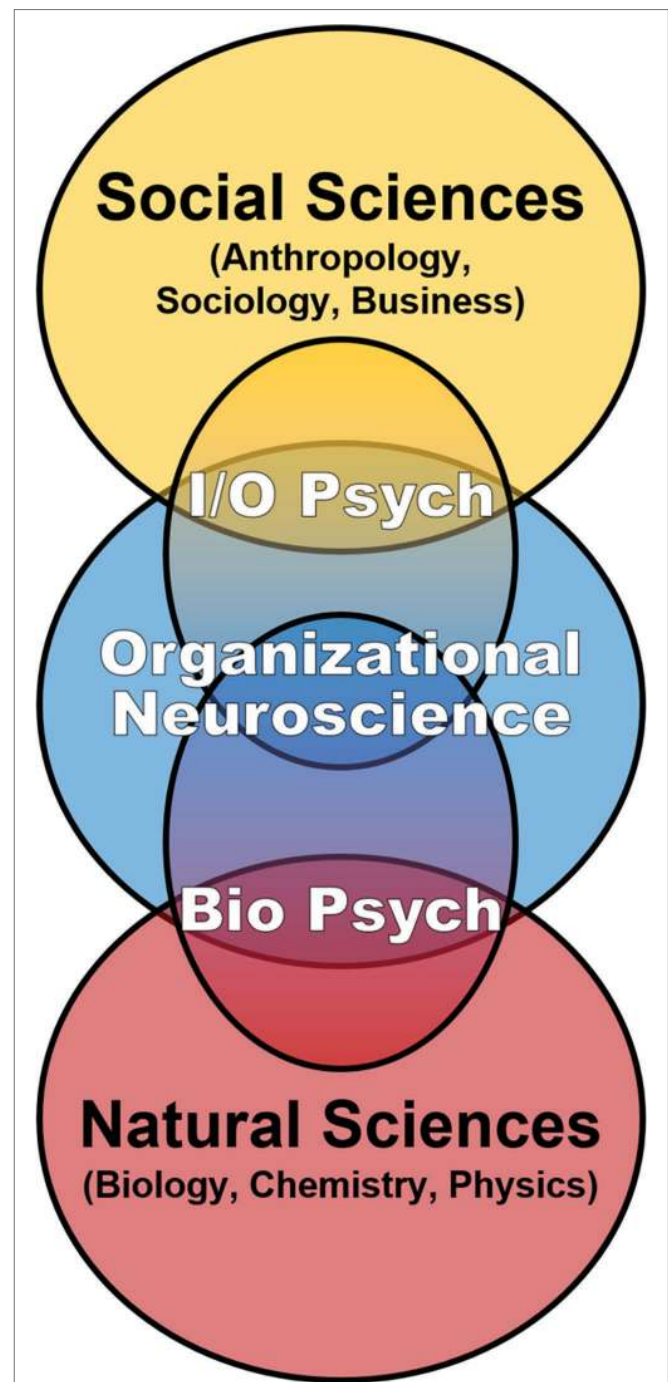 Social Sciences
(Anthropology,
Sociology, Business)
I/O Psych
Organizational
Neuroscience
Bio Psych
Natural Sciences
(Biology, Chemistry, Physics)